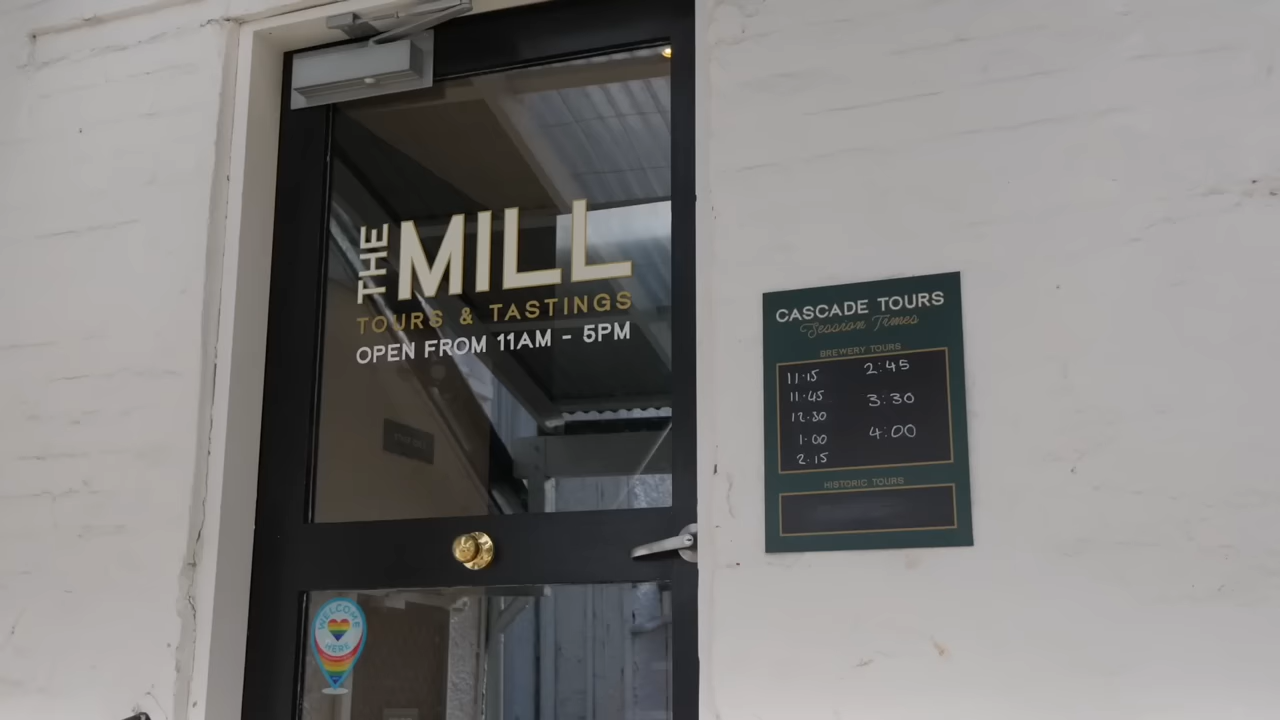 THE MILL
TOURS & TASTINGS
OPEN FROM 11AM - 5PM
WELCOME
HERE
CASCADE TOURS
Session Times
BREWERY TOURS
11·15 2:45
11·45 3:30
12·30 4:00
1·00
2·15
HISTORIC TOURS